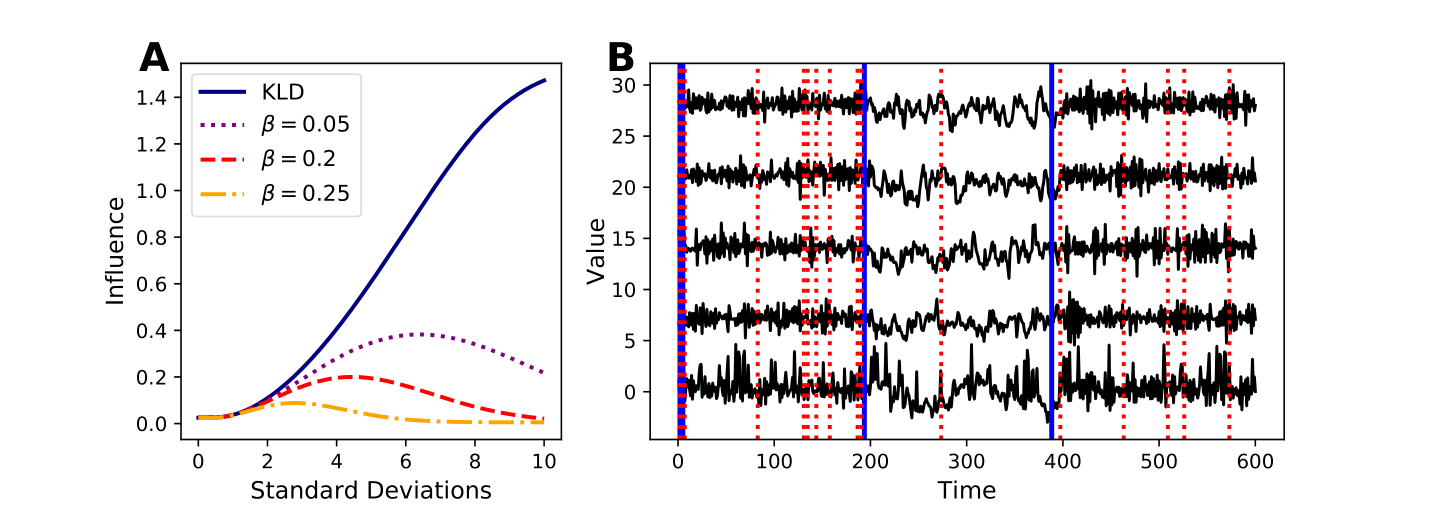 A
Influence
1.4
1.2
1.0
0.8
0.6
0.4
0.2
0.0
KLD
β = 0.05
β = 0.2
β = 0.25
0 2 4 6 8 10
Standard Deviations
B
Value
30
25
20
15
10
5
0
0 100 200 300 400 500 600
Time